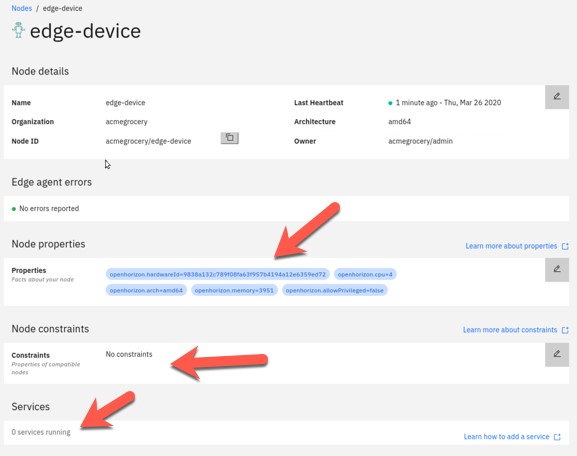 Nodes / edge-device
edge-device
Node details
Name edge-device Last Heartbeat 1 minute ago - Thu, Mar 26 2020
Organization acmegrocery Architecture amd64
Node ID acmegrocery/edge-device Owner acmegrocery/admin
Edge agent errors
No errors reported
Node properties Learn more about properties
Properties openhorizon.hardwareId=9838a132c789f08fa63f957b4194a12e6359ed72 openhorizon.cpu=4
Facts about your node openhorizon.arch=amd64 openhorizon.memory=3951 openhorizon.allowPrivileged=false
Node constraints Learn more about constraints
Constraints No constraints
Properties of compatible
nodes
Services
0 services running Learn how to add a service